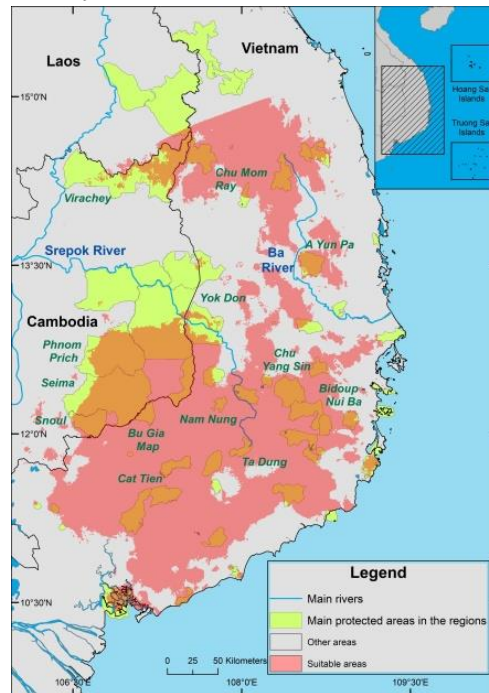 Vietnam
Laos
Hoang Sa
Islands
Truong Sa
Islands
15°0'N
Chu Mom
Ray
Virachey
Srepok River
A Yun Pa
Ba
River
13°30'N
Yok Don
Cambodia
Phnom
Prich
Chu
Yang Sin
Seima
Bidoup
Nui Ba
Snoul
Nam Nung
12°0'N
Bu Gia
Map
Ta Dung
Cat Tien
Legend
Main rivers
Main protected areas in the regions
Other areas
Suitable areas
10°30'N
0 25 50 Kilometers
106°30'E
108°0'E
109°30'E